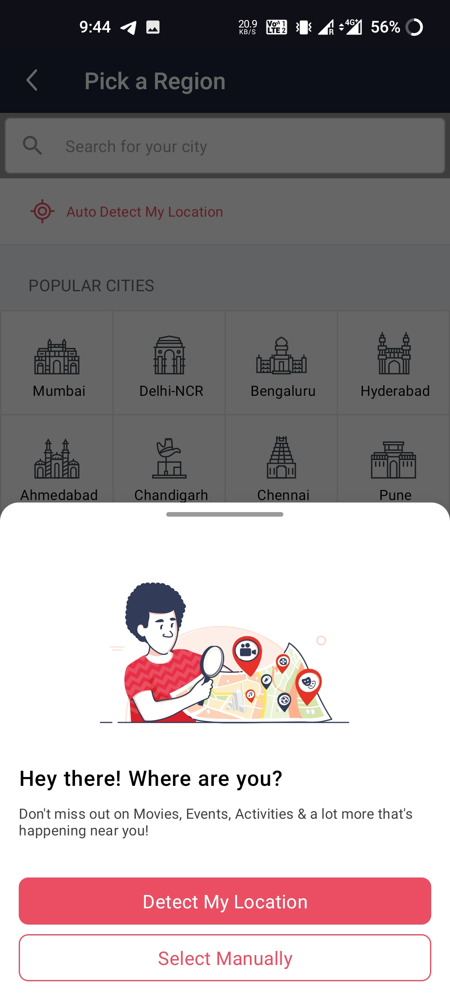 9:44
20.9
KB/S
Vo 1
LTE 2
R
4G+
56%
Pick a Region
Search for your city
Auto Detect My Location
POPULAR CITIES
Mumbai
Delhi-NCR
Bengaluru
Hyderabad
Ahmedabad
Chandigarh
Chennai
Pune
Hey there! Where are you?
Don't miss out on Movies, Events, Activities & a lot more that's
happening near you!
Detect My Location
Select Manually